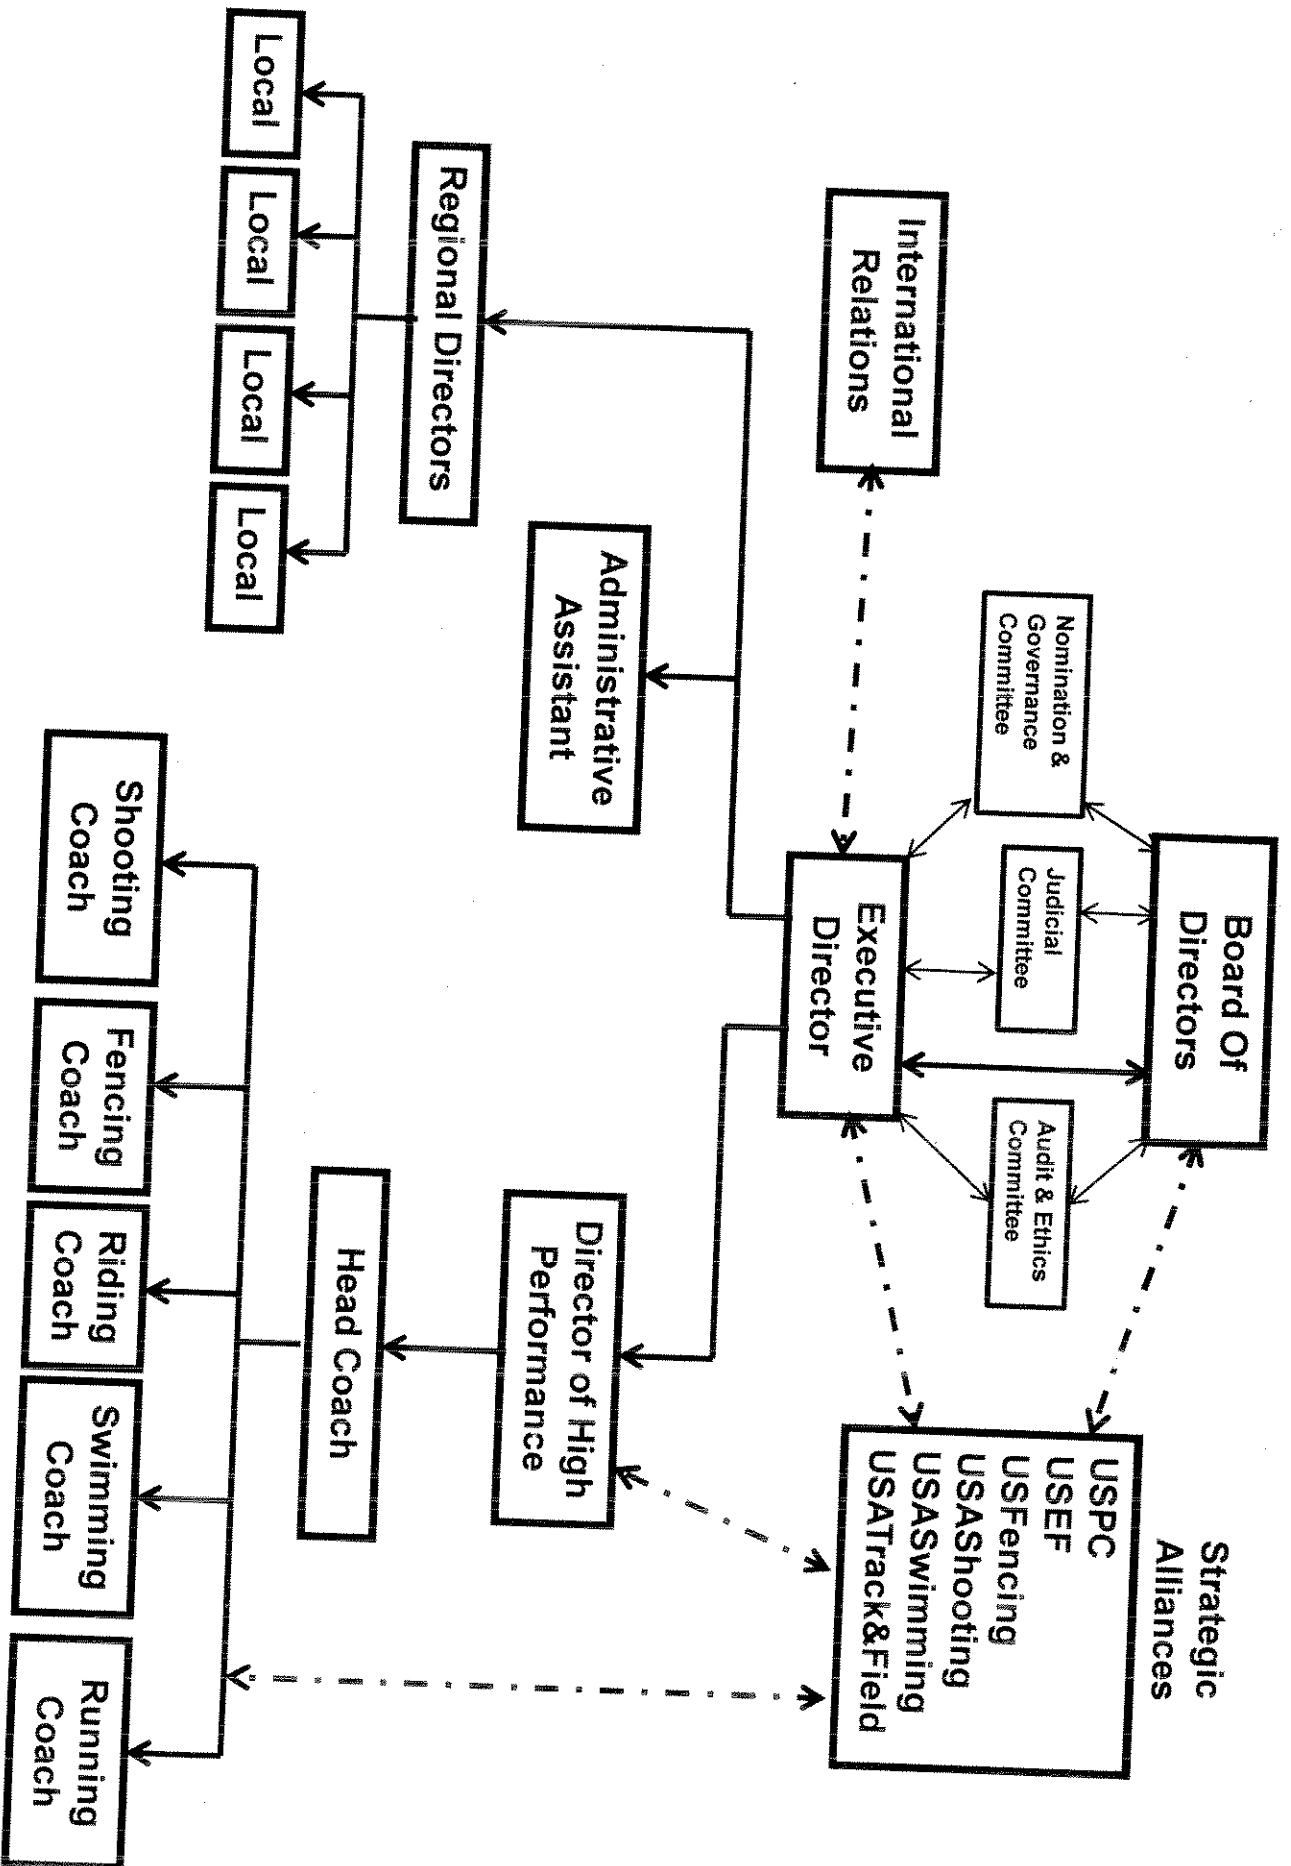 Strategic
Alliances
Board Of
Directors
USPC
USEF
USFencing
USAShooting
USASwimming
USATrack&Field
Nomination &
Governance
Committee
Judicial
Committee
Audit & Ethics
Committee
International
Relations
Executive
Director
Administrative
Assistant
Director of High
Performance
Regional Directors
Head Coach
Local
Local
Local
Local
Shooting
Coach
Fencing
Coach
Riding
Coach
Swimming
Coach
Running
Coach